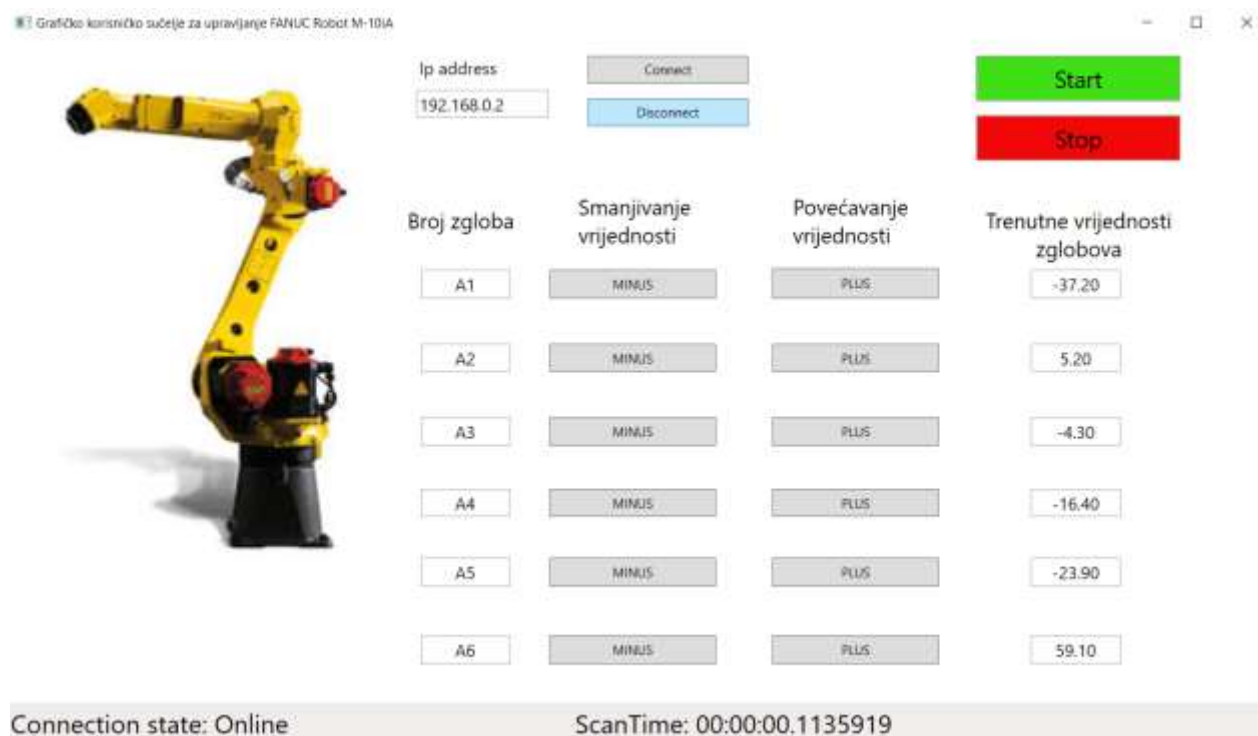 Grafičko korisničko sučelje za upravljanje FANUC Robot M-10iA
Ip address
Connect
192.168.0.2
Disconnect
Start
Stop
Broj zgloba
Smanjivanje
vrijednosti
Povećavanje
vrijednosti
Trenutne vrijednosti
zglobova
A1 MINUS PLUS -37.20
A2 MINUS PLUS 5.20
A3 MINUS PLUS -4.30
A4 MINUS PLUS -16.40
A5 MINUS PLUS -23.90
A6 MINUS PLUS 59.10
Connection state: Online
ScanTime: 00:00:00.1135919